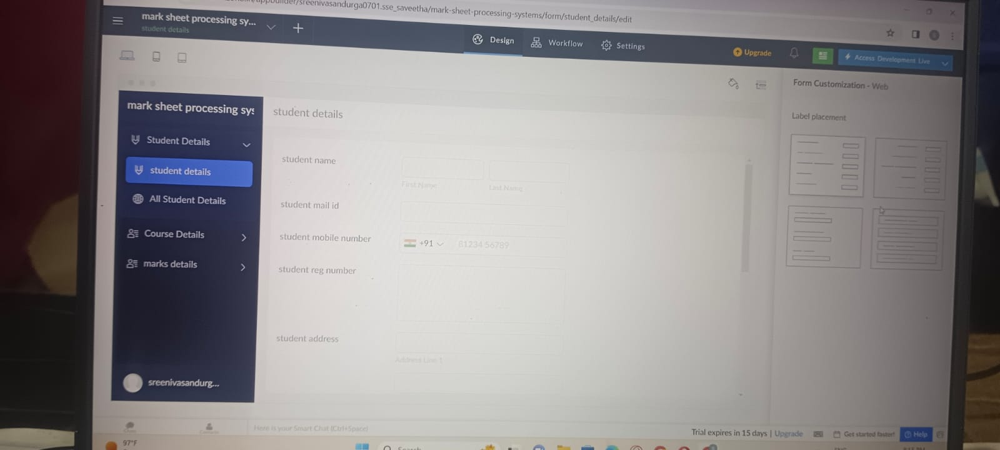 /appbuilder/sreenivasandurga0701.sse_saveetha/mark-sheet-processing-systems/form/student_details/edit
mark sheet processing sy...
student details
Design
Workflow
Settings
Upgrade
Access Development Live
Form Customization - Web
Label placement
mark sheet processing sys
Student Details
student details
All Student Details
Course Details
marks details
sreenivasandurg...
student details
student name
First Name
Last Name
student mail id
student mobile number
+91
81234 56789
student reg number
student address
Address Line 1
Chats
Contacts
Here is your Smart Chat (Ctrl+Space)
Trial expires in 15 days | Upgrade
Get started faster!
Help
97°F
Search